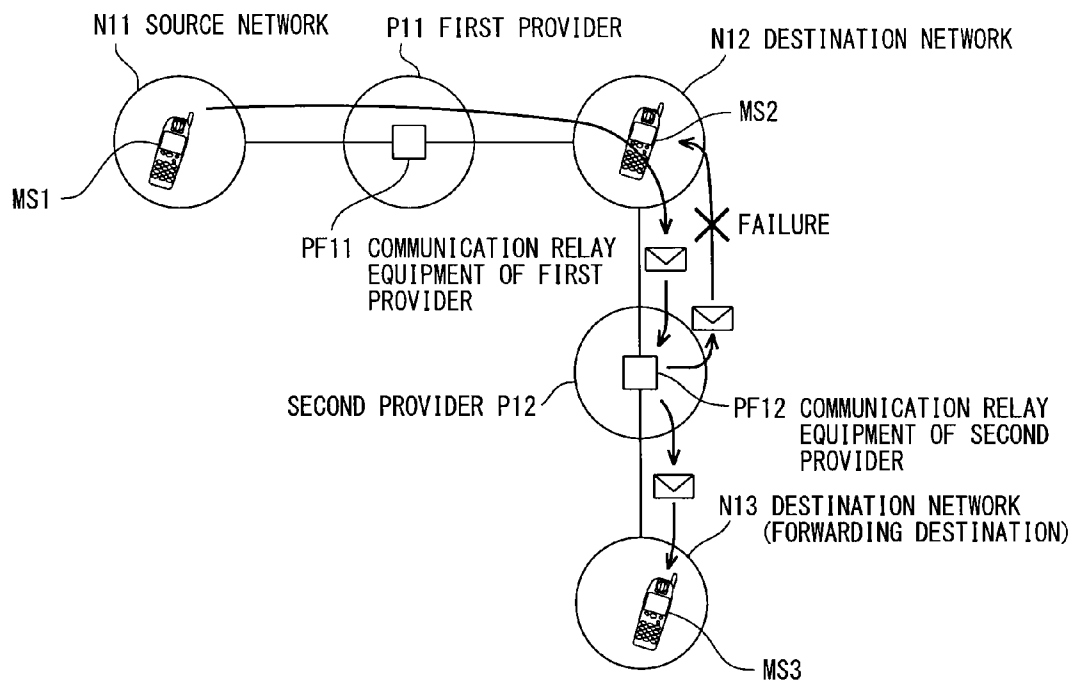 N11 SOURCE NETWORK
P11 FIRST PROVIDER
N12 DESTINATION NETWORK
MS2
MS1
FAILURE
PF11 COMMUNICATION RELAY
EQUIPMENT OF FIRST
PROVIDER
SECOND PROVIDER P12
PF12 COMMUNICATION RELAY
EQUIPMENT OF SECOND
PROVIDER
N13 DESTINATION NETWORK
(FORWARDING DESTINATION)
MS3